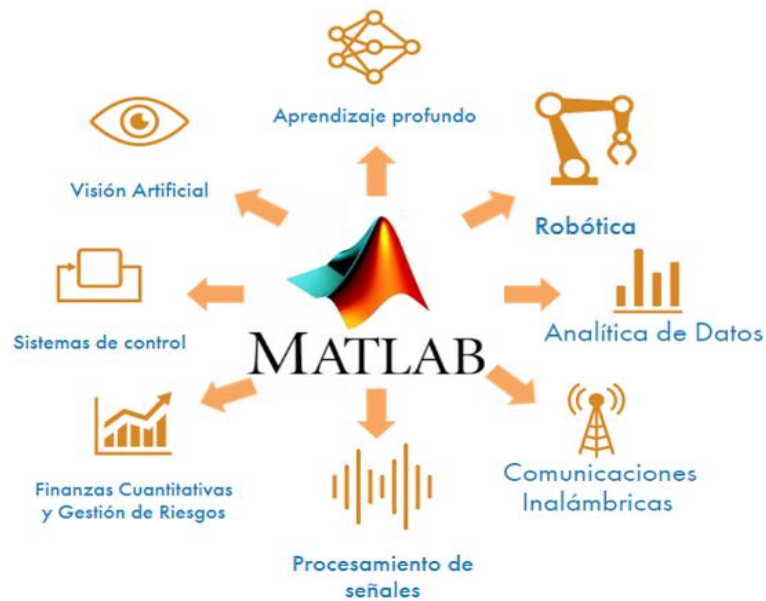 Aprendizaje profundo
Visión Artificial
Robótica
Sistemas de control
MATLAB
Analítica de Datos
Finanzas Cuantitativas
y Gestión de Riesgos
Comunicaciones
Inalámbricas
Procesamiento de
señales